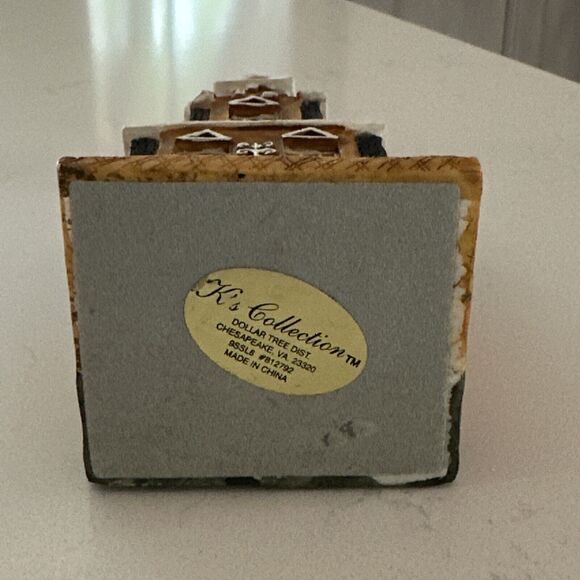 K's Collection™
DOLLAR TREE DIST.
CHESAPEAKE, VA. 23320
9SSL8 #812792
MADE IN CHINA